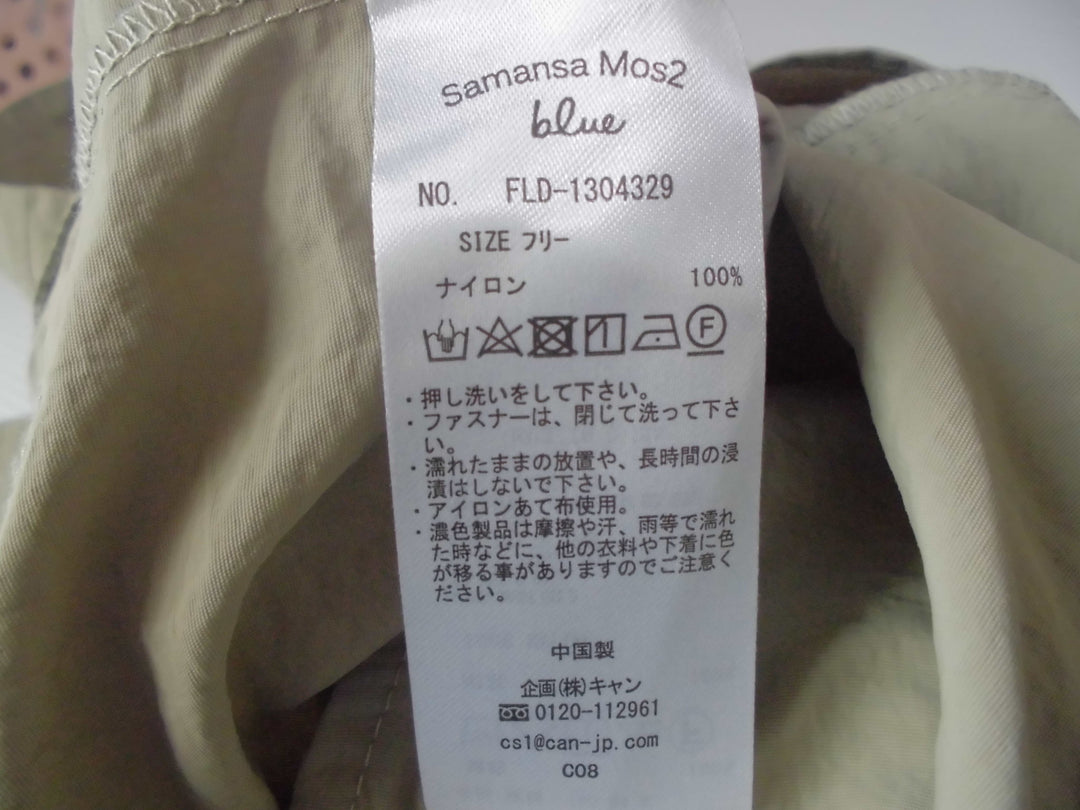 Samansa Mos2
blue
NO. FLD-1304329
SIZE フリー
ナイロン 100%
F
・押し洗いをして下さい。
・ファスナーは、閉じて洗って下さ
い。
・濡れたままの放置や、長時間の浸
漬はしないで下さい。
・アイロンあて布使用。
・濃色製品は摩擦や汗、雨等で濡れ
た時などに、他の衣料や下着に色
が移る事がありますのでご注意く
ださい。
中国製
企画(株)キャン
0120-112961
cs1@can-jp.com
C08